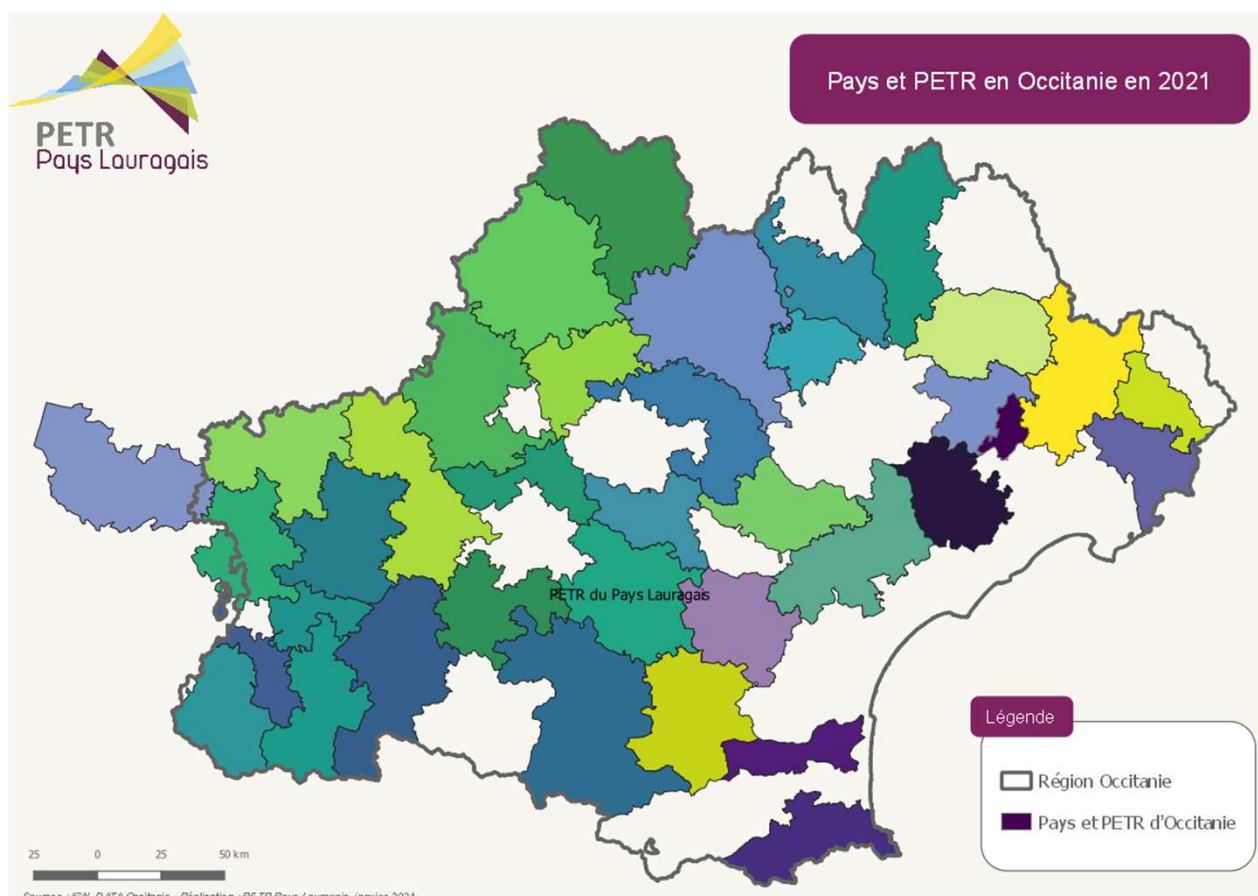 PETR
Pays Lauragais
Pays et PETR en Occitanie en 2021
PETR du Pays Lauragais
Légende
Région Occitanie
Pays et PETR d'Occitanie
25 0 25 50 km